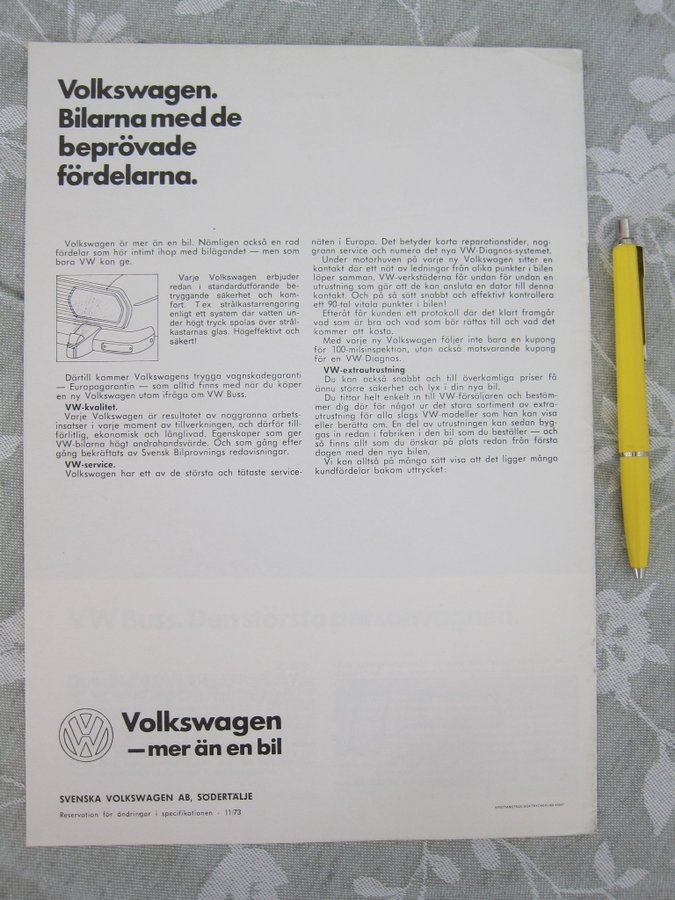 Volkswagen.
Bilarna med de
beprövade
fördelarna.
Volkswagen är mer än en bil. Nämligen också en rad
fördelar som hör intimt ihop med bilägandet — men som
bara VW kan ge.
Varje Volkswagen erbjuder
redan i standardutförande be-
tryggande säkerhet och kom-
fort. T ex strålkastarrengöring
enligt ett system där vatten un-
der högt tryck spolas över strål-
kastarnas glas. Högeffektivt och
säkert!
Därtill kommer Volkswagens trygga vagnskadegaranti
— Europagarantin — som alltid finns med när du köper
en ny Volkswagen utom ifråga om VW Buss.
VW-kvalitet.
Varje Volkswagen är resultatet av noggranna arbets-
insatser i varje moment av tillverkningen, och därför till-
förlitlig, ekonomisk och långlivad. Egenskaper som ger
VW-bilarna högt andrahandsvärde. Och som gång efter
gång bekräftats av Svensk Bilprovnings redovisningar.
VW-service.
Volkswagen har ett av de största och tätaste service-
näten i Europa. Det betyder korta reparationstider, nog-
grann service och numera det nya VW-Diagnos-systemet.
Under motorhuven på varje ny Volkswagen sitter en
kontakt där ett nät av ledningar från olika punkter i bilen
löper samman. VW-verkstäderna får undan för undan en
utrustning som gör att de kan ansluta en dator till denna
kontakt. Och på så sätt snabbt och effektivt kontrollera
ett 90-tal vitala punkter i bilen!
Efteråt får kunden ett protokoll där det klart framgår
vad som är bra och vad som bör rättas till och vad det
kommer att kosta.
Med varje ny Volkswagen följer inte bara en kupong
för 100-milsinspektion, utan också motsvarande kupong
för en VW-Diagnos.
VW-extrautrustning
Du kan också snabbt och till överkomliga priser få
ännu större säkerhet och lyx i din nya bil.
Du tittar helt enkelt in till VW-försäljaren och bestäm-
mer dig där för något ur det stora sortiment av extra-
utrustning för alla slags VW-modeller som han kan visa
eller berätta om. En del av utrustningen kan sedan byg-
gas in redan i fabriken i den bil som du beställer — och
så finns allt som du önskar på plats redan från första
dagen med den nya bilen.
Vi kan alltså på många sätt visa att det ligger många
kundfördelar bakom uttrycket:
VW Buss. Den största personvagnen.
Volkswagen
—mer än en bil
SVENSKA VOLKSWAGEN AB, SÖDERTÄLJE
Reservation för ändringar i specifikationen · 11/73